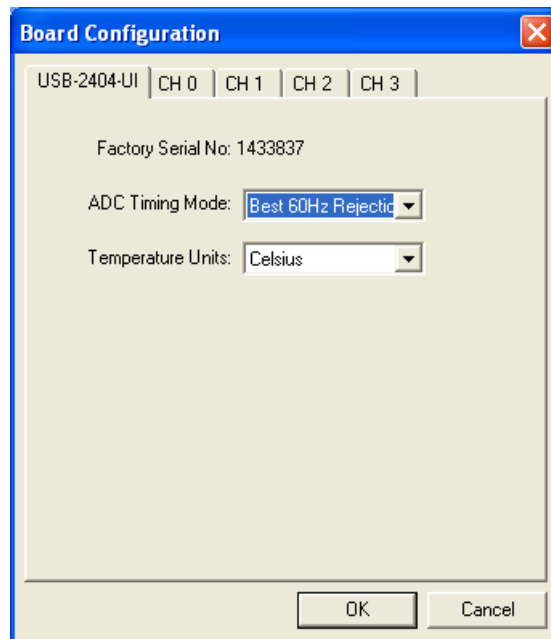 Board Configuration
USB-2404-UI CH 0 CH 1 CH 2 CH 3
Factory Serial No: 1433837
ADC Timing Mode: Best 60Hz Rejectic
Temperature Units: Celsius
OK Cancel